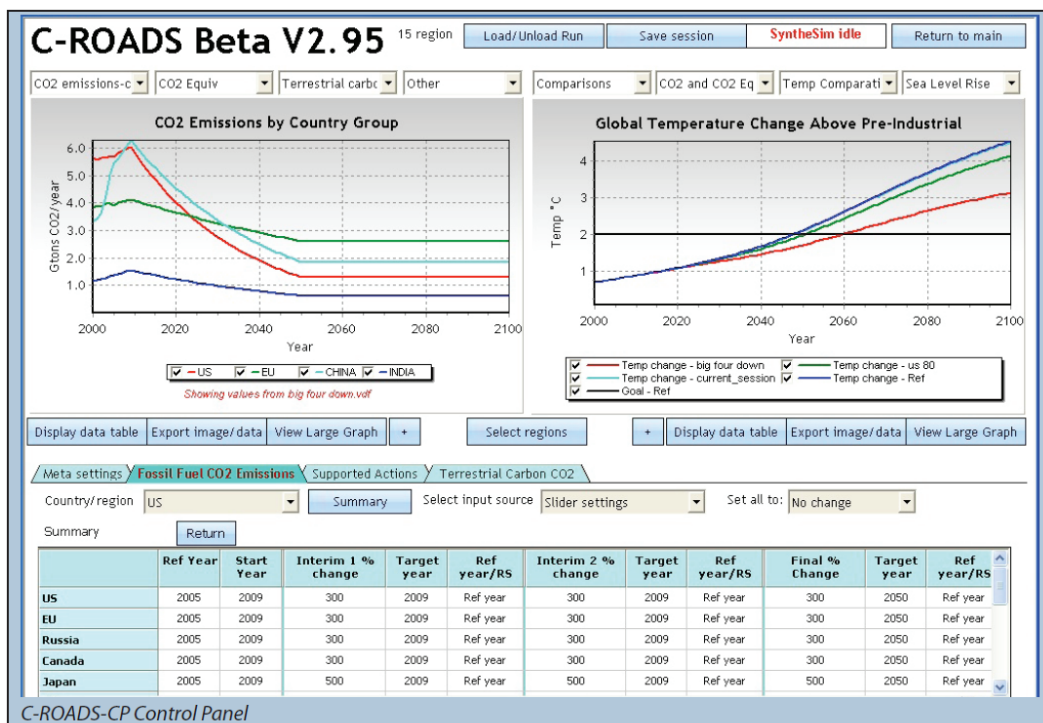 C-ROADS Beta V2.95 15 region Load/Unload Run Save session SyntheSim idle Return to main
CO2 emissions-c CO2 Equiv Terrestrial carbc Other Comparisons CO2 and CO2 Eq Temp Comparati Sea Level Rise
CO2 Emissions by Country Group
6.0
5.0
4.0
3.0
2.0
1.0
Gtons CO2/year
2000 2020 2040 2060 2080 2100
Year
US EU CHINA INDIA
Showing values from big four down.vdf
Global Temperature Change Above Pre-Industrial
4
3
2
1
Temp °C
2000 2020 2040 2060 2080 2100
Year
Temp change - big four down Temp change - us 80
Temp change - current_session Temp change - Ref
Goal - Ref
Display data table Export image/data View Large Graph + Select regions + Display data table Export image/data View Large Graph
Meta settings Fossil Fuel CO2 Emissions Supported Actions Terrestrial Carbon CO2
Country/region US Summary Select input source Slider settings Set all to: No change
Summary Return
Ref Year Start Year Interim 1 % change Target year Ref year/RS Interim 2 % change Target year Ref year/RS Final % Change Target year Ref year/RS
US 2005 2009 300 2009 Ref year 300 2009 Ref year 300 2050 Ref year
EU 2005 2009 300 2009 Ref year 300 2009 Ref year 300 2050 Ref year
Russia 2005 2009 300 2009 Ref year 300 2009 Ref year 300 2050 Ref year
Canada 2005 2009 300 2009 Ref year 300 2009 Ref year 300 2050 Ref year
Japan 2005 2009 500 2009 Ref year 500 2009 Ref year 500 2050 Ref year
C-ROADS-CP Control Panel